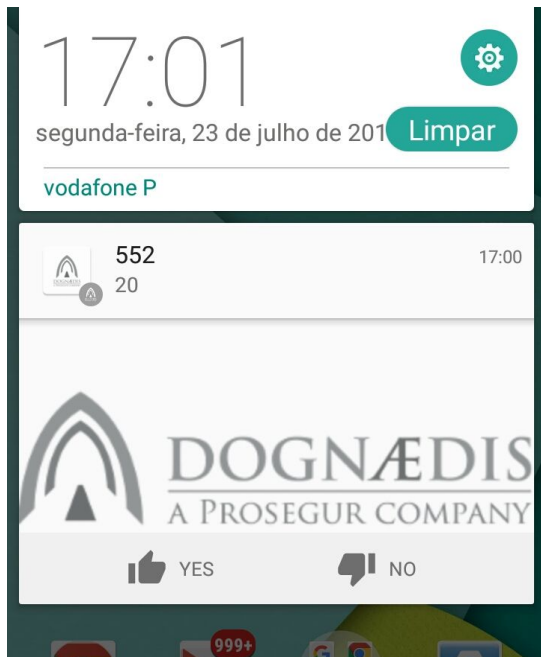 17:01
segunda-feira, 23 de julho de 201
Limpar
vodafone P
552
17:00
20
DOGNÆDIS
A PROSEGUR COMPANY
YES
NO
999+
G